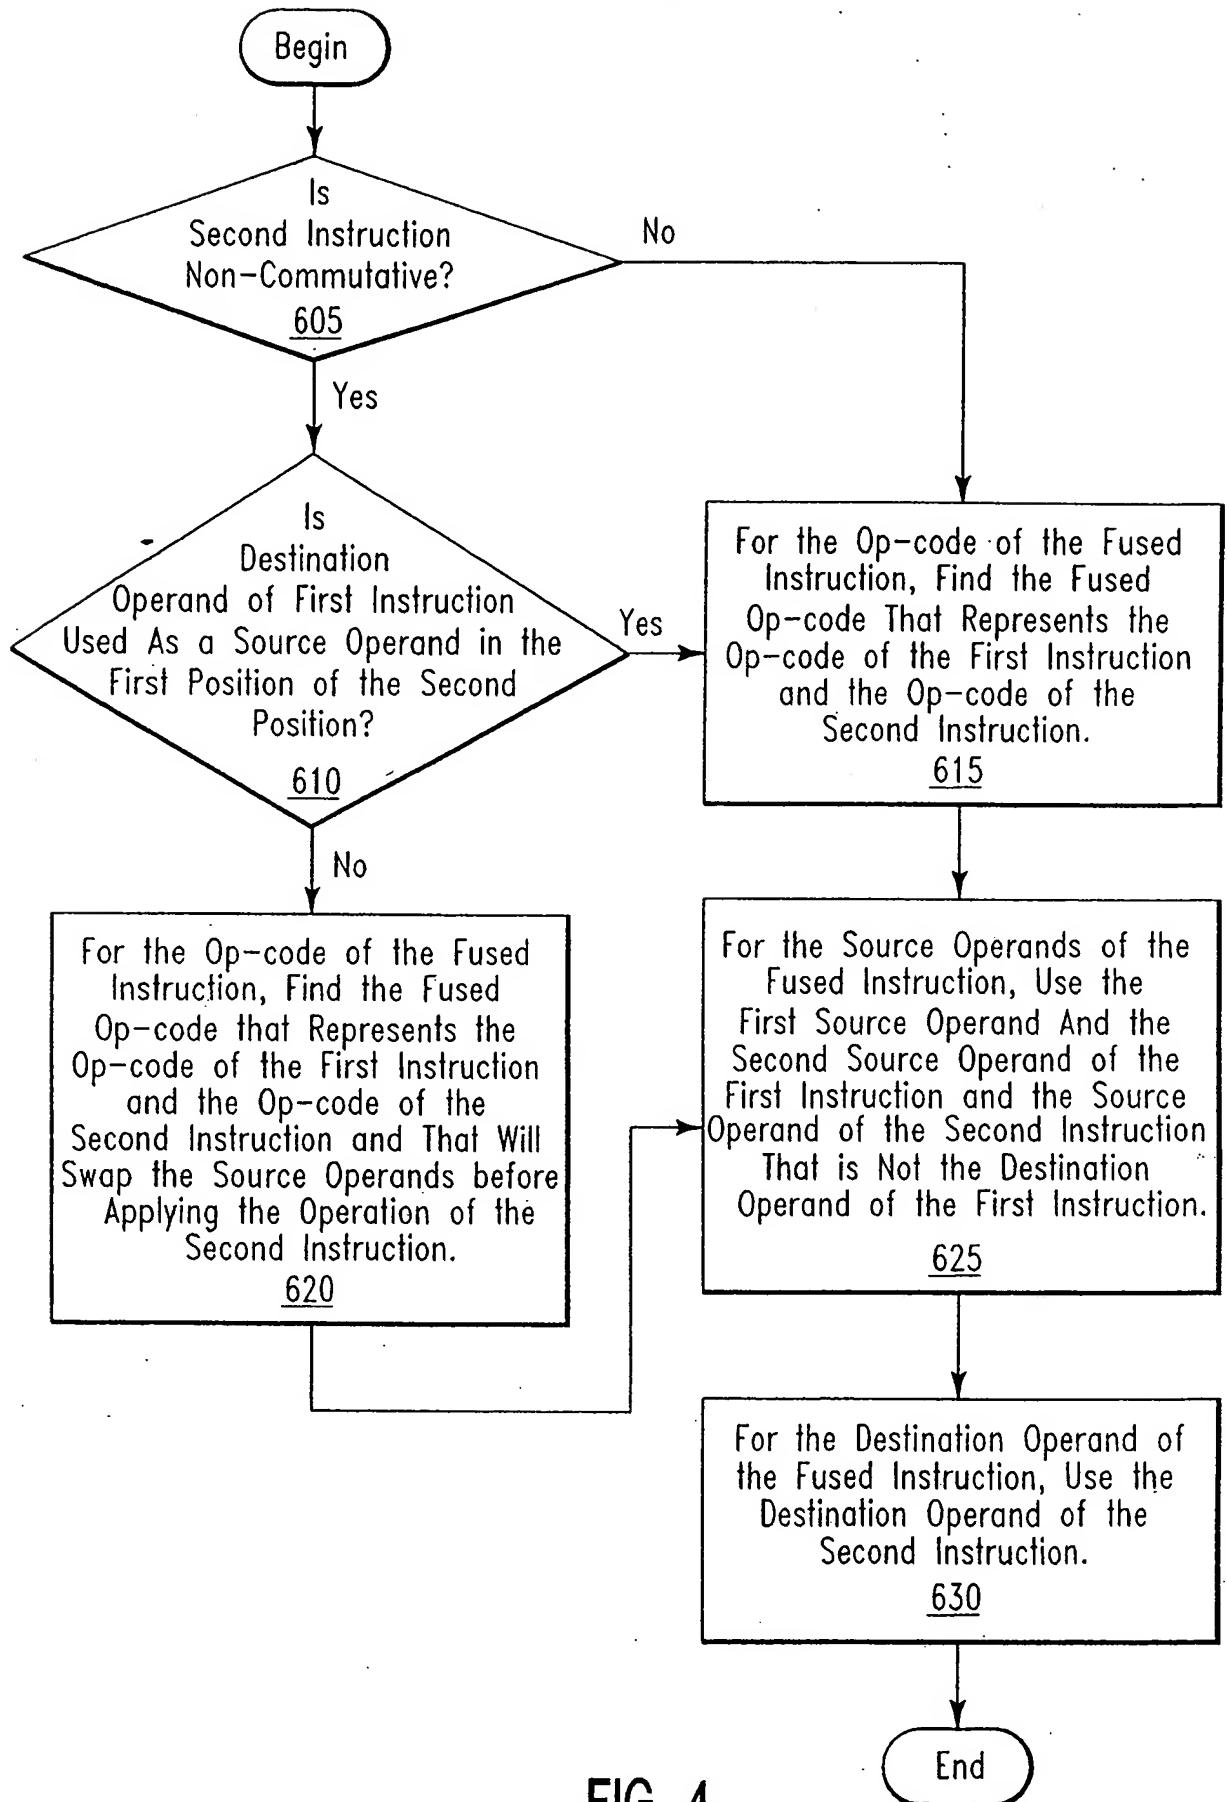 Begin
Is
Second Instruction
Non-Commutative?
605
No
Yes
Is
Destination
Operand of First Instruction
Used As a Source Operand in the
First Position of the Second
Position?
610
Yes
No
For the Op-code of the Fused
Instruction, Find the Fused
Op-code That Represents the
Op-code of the First Instruction
and the Op-code of the
Second Instruction.
615
For the Op-code of the Fused
Instruction, Find the Fused
Op-code that Represents the
Op-code of the First Instruction
and the Op-code of the
Second Instruction and That Will
Swap the Source Operands before
Applying the Operation of the
Second Instruction.
620
For the Source Operands of the
Fused Instruction, Use the
First Source Operand And the
Second Source Operand of the
First Instruction and the Source
Operand of the Second Instruction
That is Not the Destination
Operand of the First Instruction.
625
For the Destination Operand of
the Fused Instruction, Use the
Destination Operand of the
Second Instruction.
630
End
FIG. 4